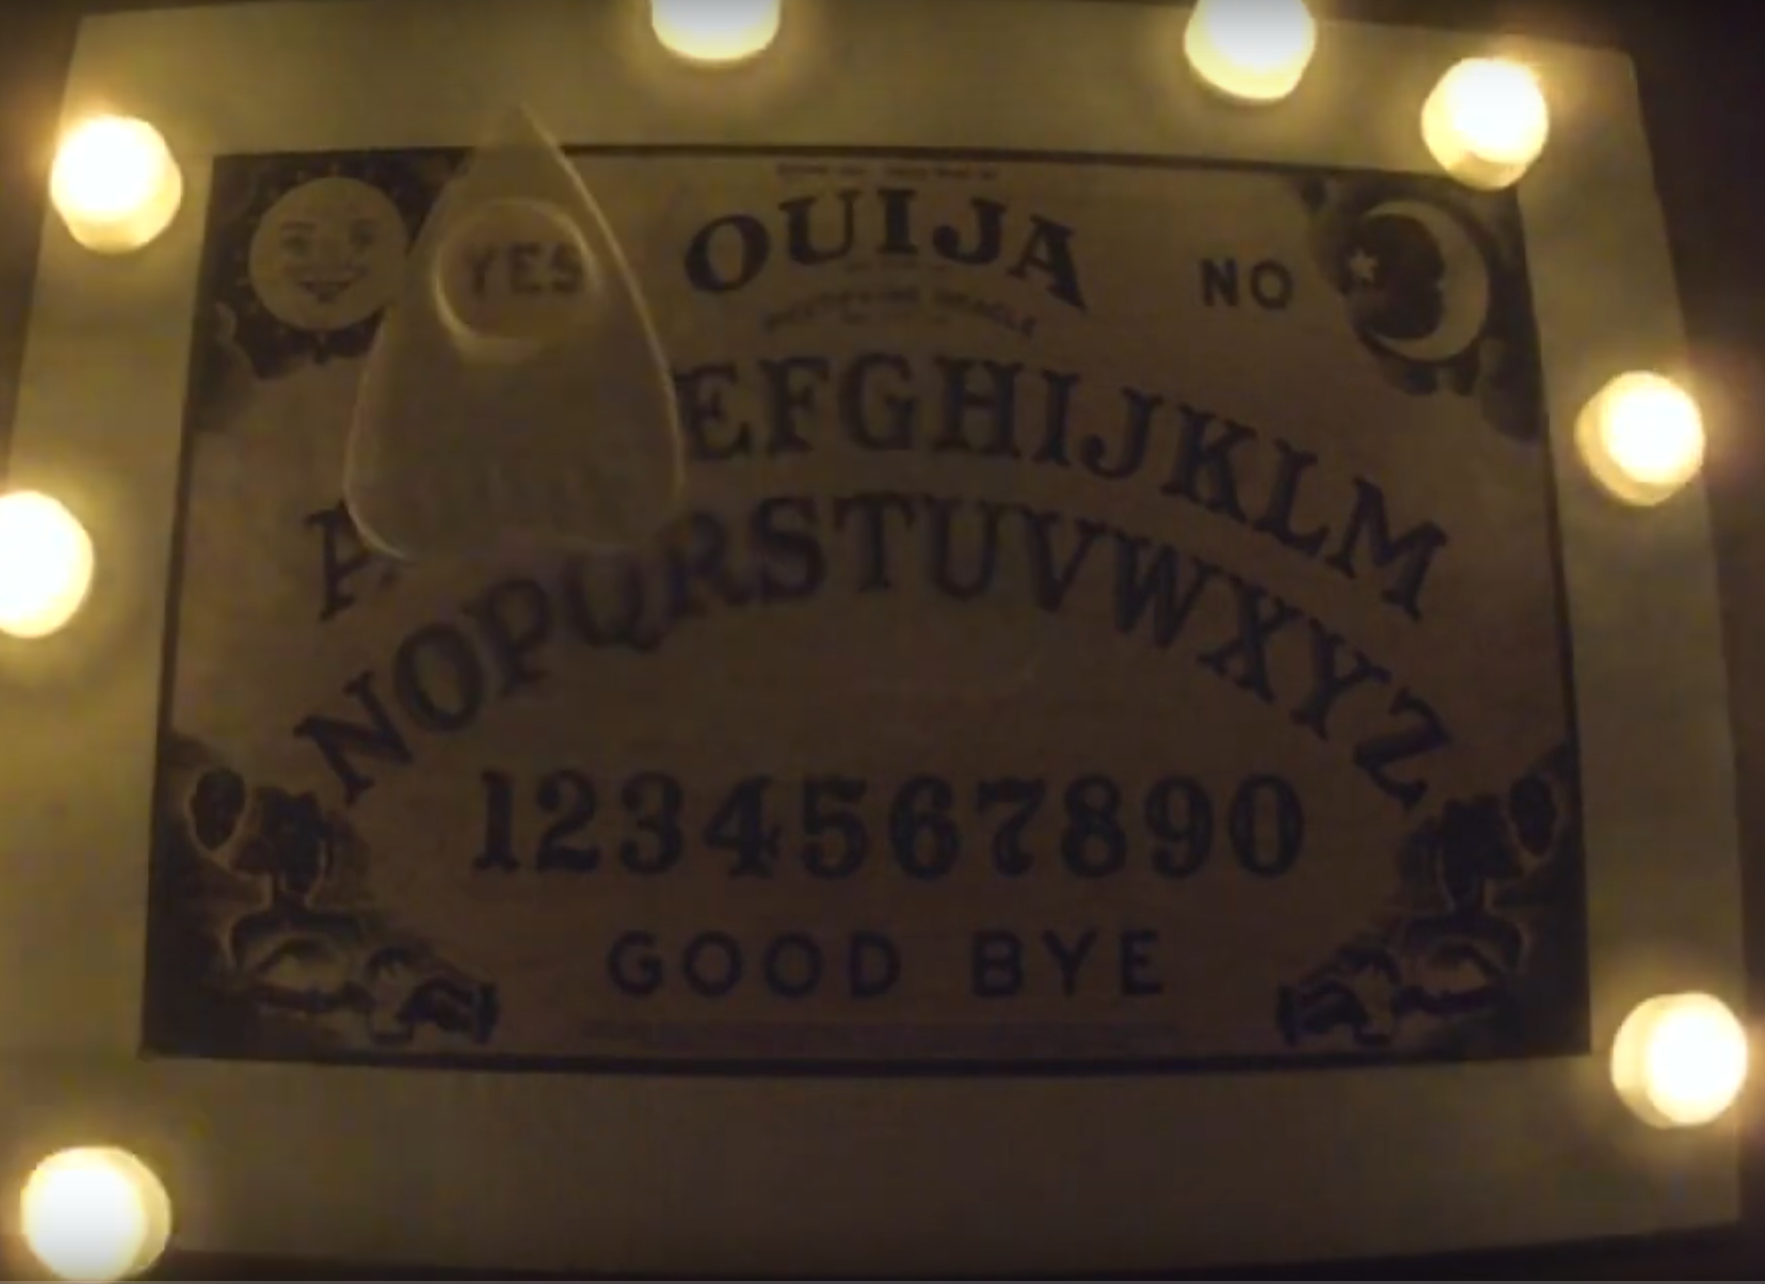 YES OUIJA NO
A EFGHIJKLM
NOPQRSTUVWXYZ
1234567890
GOOD BYE